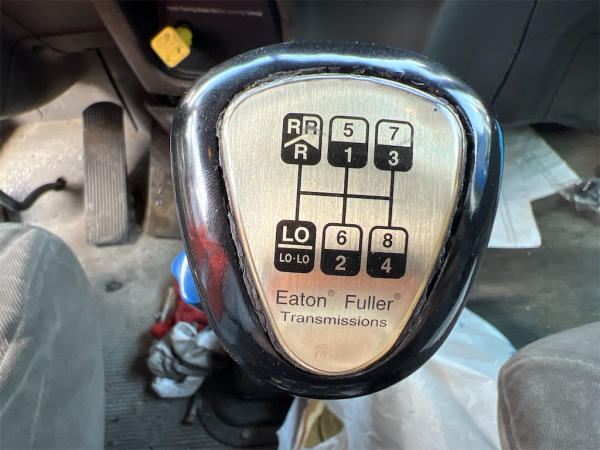 RR 5 7
R 1 3
LO 6 8
LO-LO 2 4
Eaton® Fuller®
Transmissions